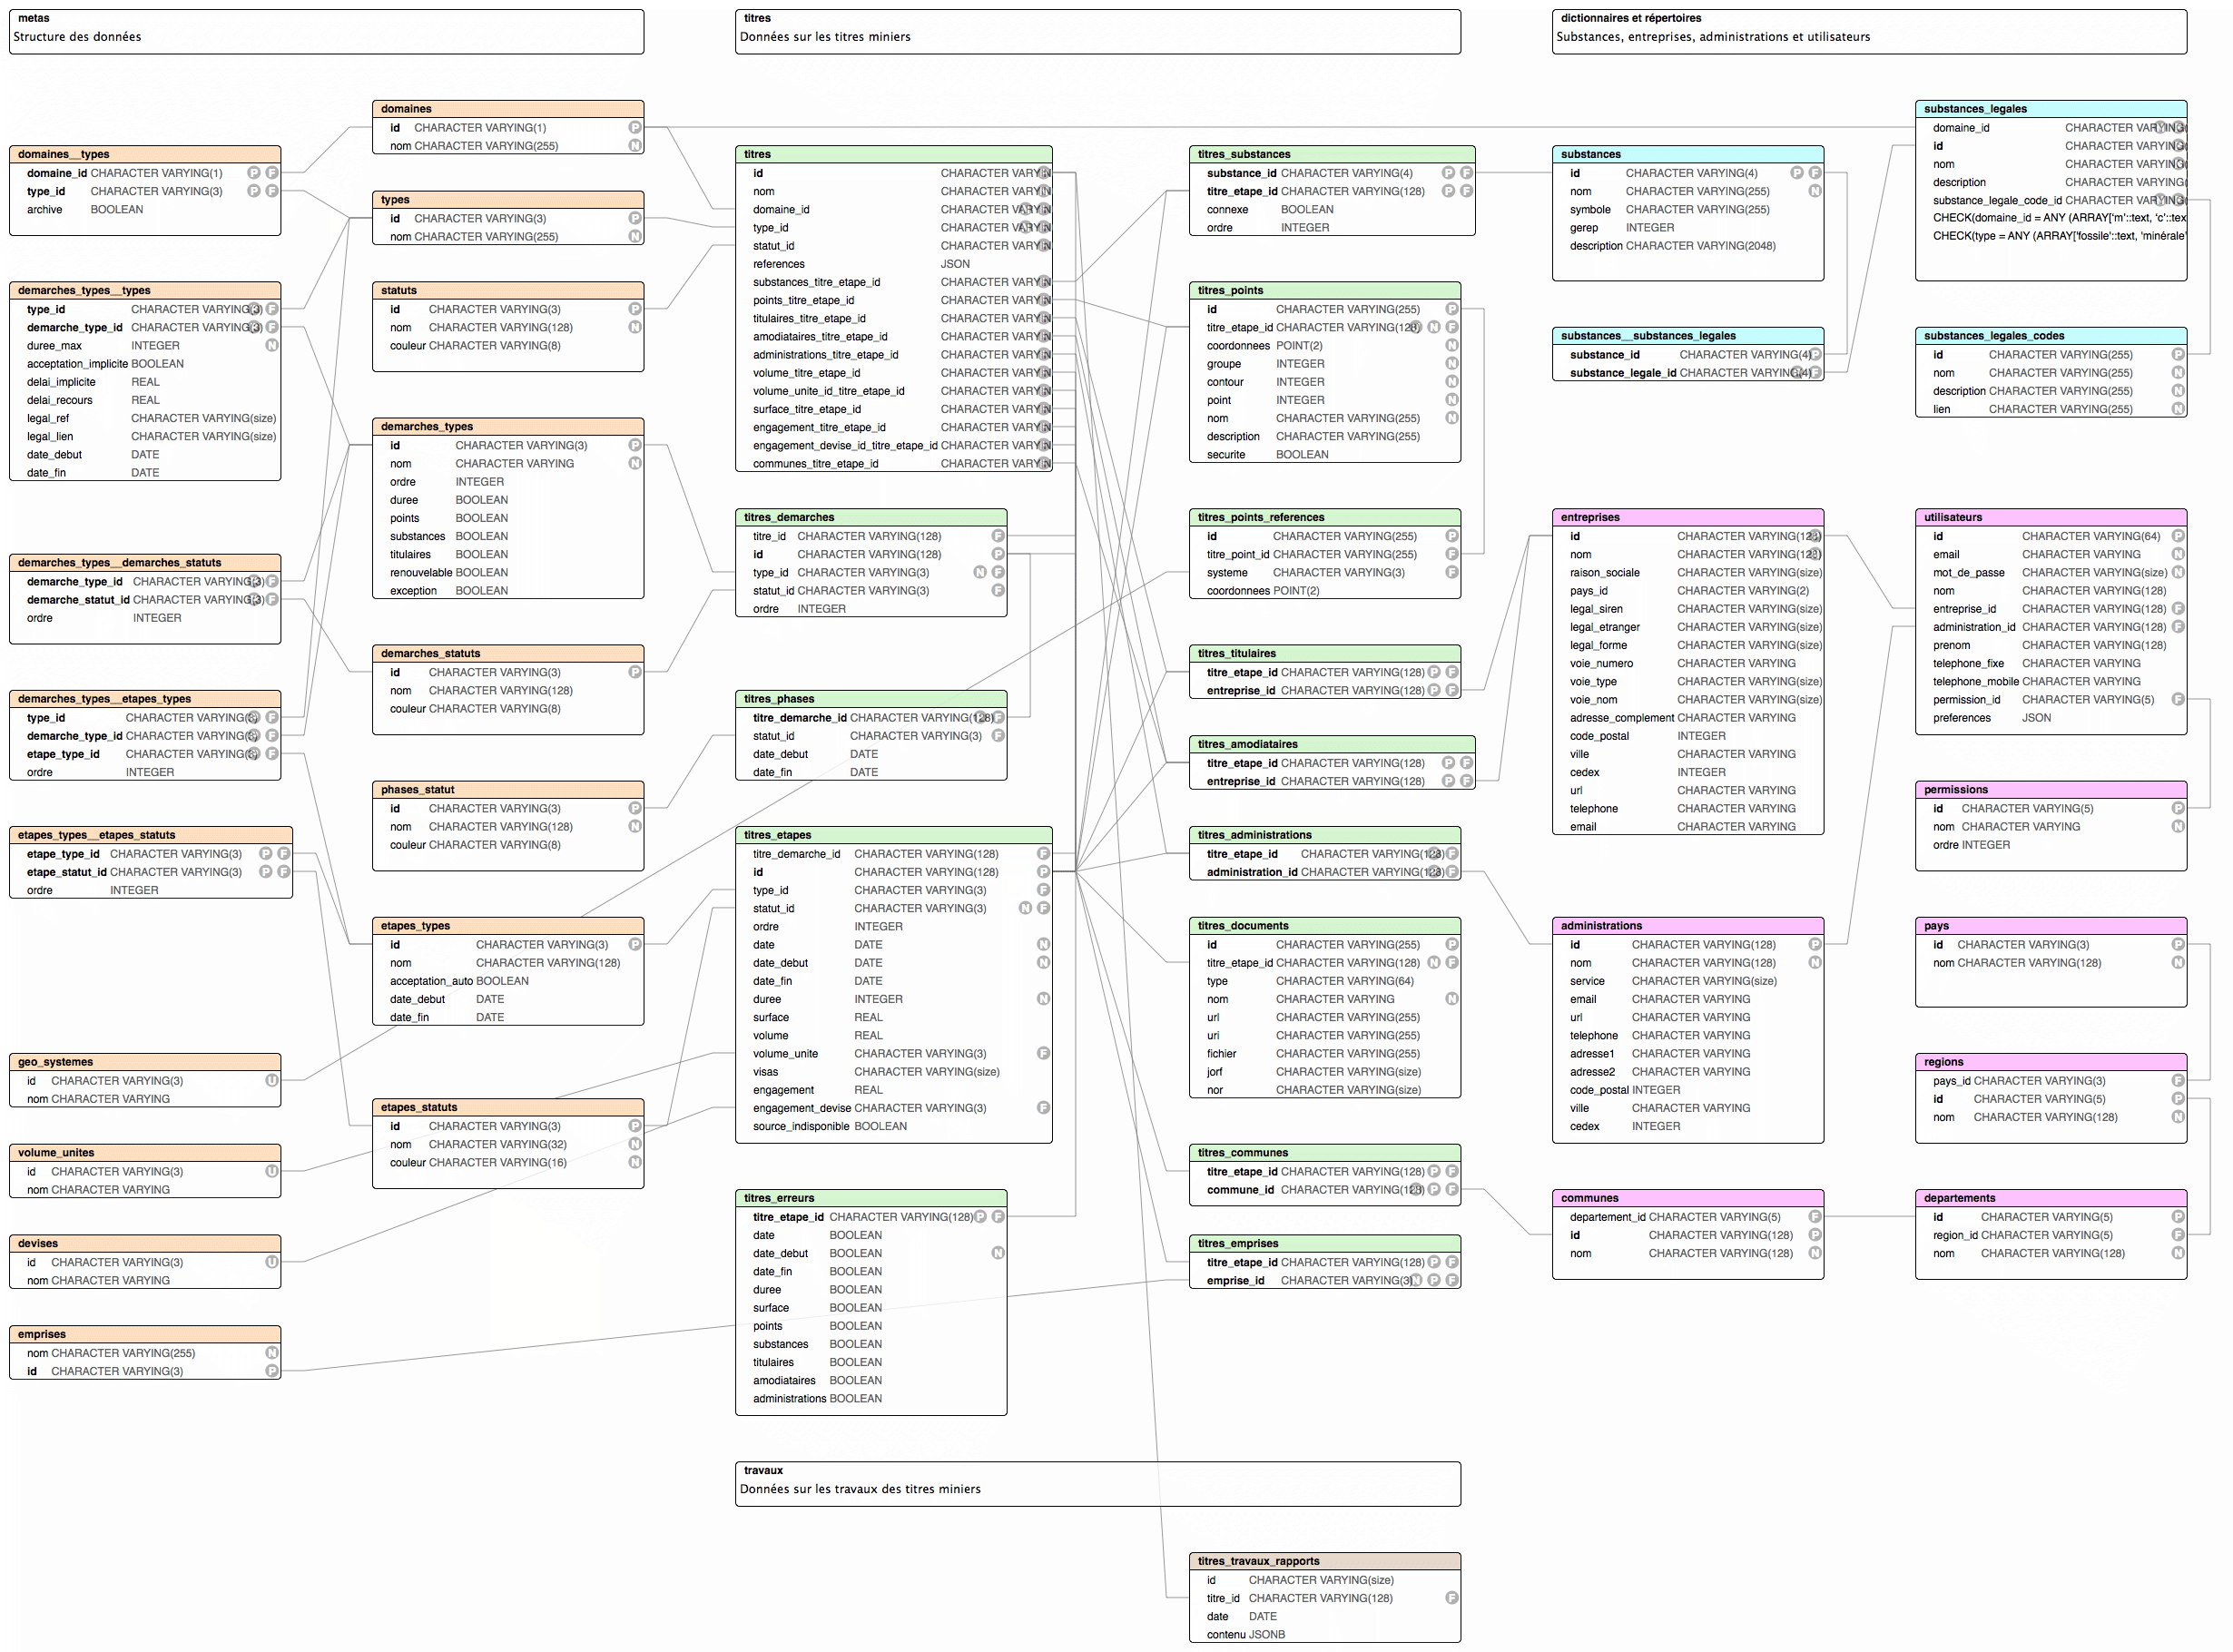 metas
Structure des données
titres
Données sur les titres miniers
dictionnaires et répertoires
Substances, entreprises, administrations et utilisateurs
domaines__types
domaine_id CHARACTER VARYING(1) P F
type_id CHARACTER VARYING(3) P F
archive BOOLEAN
demarches_types__types
type_id CHARACTER VARYING(3) F
demarche_type_id CHARACTER VARYING(3) F
duree_max INTEGER N
acceptation_implicite BOOLEAN
delai_implicite REAL
delai_recours REAL
legal_ref CHARACTER VARYING(size)
legal_lien CHARACTER VARYING(size)
date_debut DATE
date_fin DATE
demarches_types__demarches_statuts
demarche_type_id CHARACTER VARYING(3) F
demarche_statut_id CHARACTER VARYING(3) F
ordre INTEGER
demarches_types__etapes_types
type_id CHARACTER VARYING(3) F
demarche_type_id CHARACTER VARYING(3) F
etape_type_id CHARACTER VARYING(3) F
ordre INTEGER
etapes_types__etapes_statuts
etape_type_id CHARACTER VARYING(3) P F
etape_statut_id CHARACTER VARYING(3) P F
ordre INTEGER
geo_systemes
id CHARACTER VARYING(3) U
nom CHARACTER VARYING
volume_unites
id CHARACTER VARYING(3) U
nom CHARACTER VARYING
devises
id CHARACTER VARYING(3) U
nom CHARACTER VARYING
emprises
nom CHARACTER VARYING(255) N
id CHARACTER VARYING(3) P
domaines
id CHARACTER VARYING(1) P
nom CHARACTER VARYING(255) N
types
id CHARACTER VARYING(3) P
nom CHARACTER VARYING(255) N
statuts
id CHARACTER VARYING(3) P
nom CHARACTER VARYING(128) N
couleur CHARACTER VARYING(8)
demarches_types
id CHARACTER VARYING(3) P
nom CHARACTER VARYING N
ordre INTEGER
duree BOOLEAN
points BOOLEAN
substances BOOLEAN
titulaires BOOLEAN
renouvelable BOOLEAN
exception BOOLEAN
demarches_statuts
id CHARACTER VARYING(3) P
nom CHARACTER VARYING(128)
couleur CHARACTER VARYING(8)
phases_statut
id CHARACTER VARYING(3) P
nom CHARACTER VARYING(128) N
couleur CHARACTER VARYING(8)
etapes_types
id CHARACTER VARYING(3) P
nom CHARACTER VARYING(128)
acceptation_auto BOOLEAN
date_debut DATE
date_fin DATE
etapes_statuts
id CHARACTER VARYING(3) P
nom CHARACTER VARYING(32) N
couleur CHARACTER VARYING(16) N
titres
id CHARACTER
nom CHARACTER
domaine_id CHARACTER
type_id CHARACTER
statut_id CHARACTER
references JSON
substances_titre_etape_id CHARACTER
points_titre_etape_id CHARACTER
titulaires_titre_etape_id CHARACTER
amodiataires_titre_etape_id CHARACTER
administrations_titre_etape_id CHARACTER
volume_titre_etape_id CHARACTER
volume_unite_id_titre_etape_id CHARACTER
surface_titre_etape_id CHARACTER
engagement_titre_etape_id CHARACTER
engagement_devise_id_titre_etape_id CHARACTER
communes_titre_etape_id CHARACTER
titres_demarches
titre_id CHARACTER VARYING(128) F
id CHARACTER VARYING(128) P
type_id CHARACTER VARYING(3) N F
statut_id CHARACTER VARYING(3) F
ordre INTEGER
titres_phases
titre_demarche_id CHARACTER VARYING(128) F
statut_id CHARACTER VARYING(3) F
date_debut DATE
date_fin DATE
titres_etapes
titre_demarche_id CHARACTER VARYING(128) F
id CHARACTER VARYING(128) P
type_id CHARACTER VARYING(3) F
statut_id CHARACTER VARYING(3) N F
ordre INTEGER
date DATE N
date_debut DATE N
date_fin DATE
duree INTEGER N
surface REAL
volume REAL
volume_unite CHARACTER VARYING(3) F
visas CHARACTER VARYING(size)
engagement REAL
engagement_devise CHARACTER VARYING(3) F
source_indisponible BOOLEAN
titres_erreurs
titre_etape_id CHARACTER VARYING(128) P F
date BOOLEAN
date_debut BOOLEAN N
date_fin BOOLEAN
duree BOOLEAN
surface BOOLEAN
points BOOLEAN
substances BOOLEAN
titulaires BOOLEAN
amodiataires BOOLEAN
administrations BOOLEAN
titres_substances
substance_id CHARACTER VARYING(4) P F
titre_etape_id CHARACTER VARYING(128) P F
connexe BOOLEAN
ordre INTEGER
titres_points
id CHARACTER VARYING(255) P
titre_etape_id CHARACTER VARYING(128) N F
coordonnees POINT(2) N
groupe INTEGER N
contour INTEGER N
point INTEGER N
nom CHARACTER VARYING(255) N
description CHARACTER VARYING(255)
securite BOOLEAN
titres_points_references
id CHARACTER VARYING(255) P
titre_point_id CHARACTER VARYING(255) F
systeme CHARACTER VARYING(3) F
coordonnees POINT(2)
titres_titulaires
titre_etape_id CHARACTER VARYING(128) P F
entreprise_id CHARACTER VARYING(128) P F
titres_amodiataires
titre_etape_id CHARACTER VARYING(128) P F
entreprise_id CHARACTER VARYING(128) P F
titres_administrations
titre_etape_id CHARACTER VARYING(128) F
administration_id CHARACTER VARYING(128) F
titres_documents
id CHARACTER VARYING(255) P
titre_etape_id CHARACTER VARYING(128) N F
type CHARACTER VARYING(64)
nom CHARACTER VARYING N
url CHARACTER VARYING(255)
uri CHARACTER VARYING(255)
fichier CHARACTER VARYING(255)
jorf CHARACTER VARYING(size)
nor CHARACTER VARYING(size)
titres_communes
titre_etape_id CHARACTER VARYING(128) P F
commune_id CHARACTER VARYING(128) P F
titres_emprises
titre_etape_id CHARACTER VARYING(128) P F
emprise_id CHARACTER VARYING(3) N P F
travaux
Données sur les travaux des titres miniers
titres_travaux_rapports
id CHARACTER VARYING(size)
titre_id CHARACTER VARYING(128) F
date DATE
contenu JSONB
substances
id CHARACTER VARYING(4) P F
nom CHARACTER VARYING(255) N
symbole CHARACTER VARYING(255)
gerep INTEGER
description CHARACTER VARYING(2048)
substances__substances_legales
substance_id CHARACTER VARYING(4) P
substance_legale_id CHARACTER VARYING(4) F
entreprises
id CHARACTER VARYING(128)
nom CHARACTER VARYING(128)
raison_sociale CHARACTER VARYING(size)
pays_id CHARACTER VARYING(2)
legal_siren CHARACTER VARYING(size)
legal_etranger CHARACTER VARYING(size)
legal_forme CHARACTER VARYING(size)
voie_numero CHARACTER VARYING
voie_type CHARACTER VARYING(size)
voie_nom CHARACTER VARYING(size)
adresse_complement CHARACTER VARYING
code_postal INTEGER
ville CHARACTER VARYING
cedex INTEGER
url CHARACTER VARYING
telephone CHARACTER VARYING
email CHARACTER VARYING
administrations
id CHARACTER VARYING(128) P
nom CHARACTER VARYING(128) N
service CHARACTER VARYING(size)
email CHARACTER VARYING
url CHARACTER VARYING
telephone CHARACTER VARYING
adresse1 CHARACTER VARYING
adresse2 CHARACTER VARYING
code_postal INTEGER
ville CHARACTER VARYING
cedex INTEGER
communes
departement_id CHARACTER VARYING(5) F
id CHARACTER VARYING(128) P
nom CHARACTER VARYING(128) N
substances_legales
domaine_id CHARACTER VARYING(
id CHARACTER VARYING(
nom CHARACTER VARYING(
description CHARACTER VARYING(
substance_legale_code_id CHARACTER VARYING(
CHECK(domaine_id = ANY (ARRAY['m'::text, 'c'::tex
CHECK(type = ANY (ARRAY['fossile'::text, 'minérale'
substances_legales_codes
id CHARACTER VARYING(255) P
nom CHARACTER VARYING(255) N
description CHARACTER VARYING(255) N
lien CHARACTER VARYING(255) N
utilisateurs
id CHARACTER VARYING(64) P
email CHARACTER VARYING N
mot_de_passe CHARACTER VARYING(size) N
nom CHARACTER VARYING(128)
entreprise_id CHARACTER VARYING(128) F
administration_id CHARACTER VARYING(128) F
prenom CHARACTER VARYING(128)
telephone_fixe CHARACTER VARYING
telephone_mobile CHARACTER VARYING
permission_id CHARACTER VARYING(5) F
preferences JSON
permissions
id CHARACTER VARYING(5) P
nom CHARACTER VARYING N
ordre INTEGER
pays
id CHARACTER VARYING(3) P
nom CHARACTER VARYING(128) N
regions
pays_id CHARACTER VARYING(3) F
id CHARACTER VARYING(5) P
nom CHARACTER VARYING(128) N
departements
id CHARACTER VARYING(5) P
region_id CHARACTER VARYING(5) F
nom CHARACTER VARYING(128) N